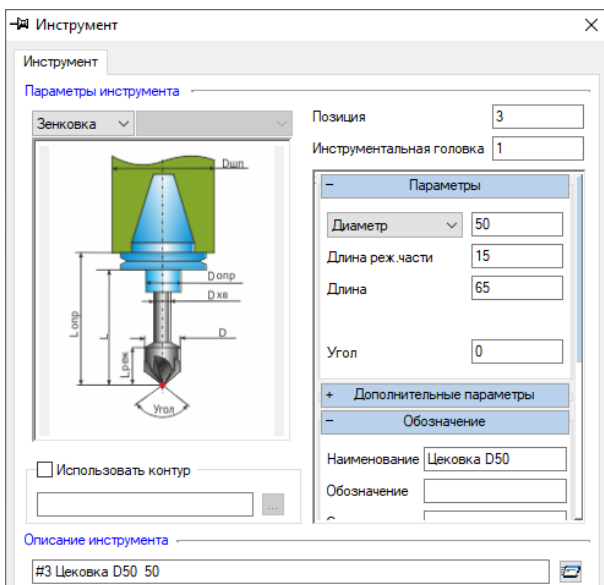 Инструмент
Инструмент
Параметры инструмента
Зенковка
Dшп
Dопр
Dхв
D
Lопр
L
Lреж
Угол
Позиция 3
Инструментальная головка 1
− Параметры
Диаметр 50
Длина реж.части 15
Длина 65
Угол 0
+ Дополнительные параметры
− Обозначение
Наименование Цековка D50
Обозначение
Использовать контур
...
Описание инструмента
#3 Цековка D50 50